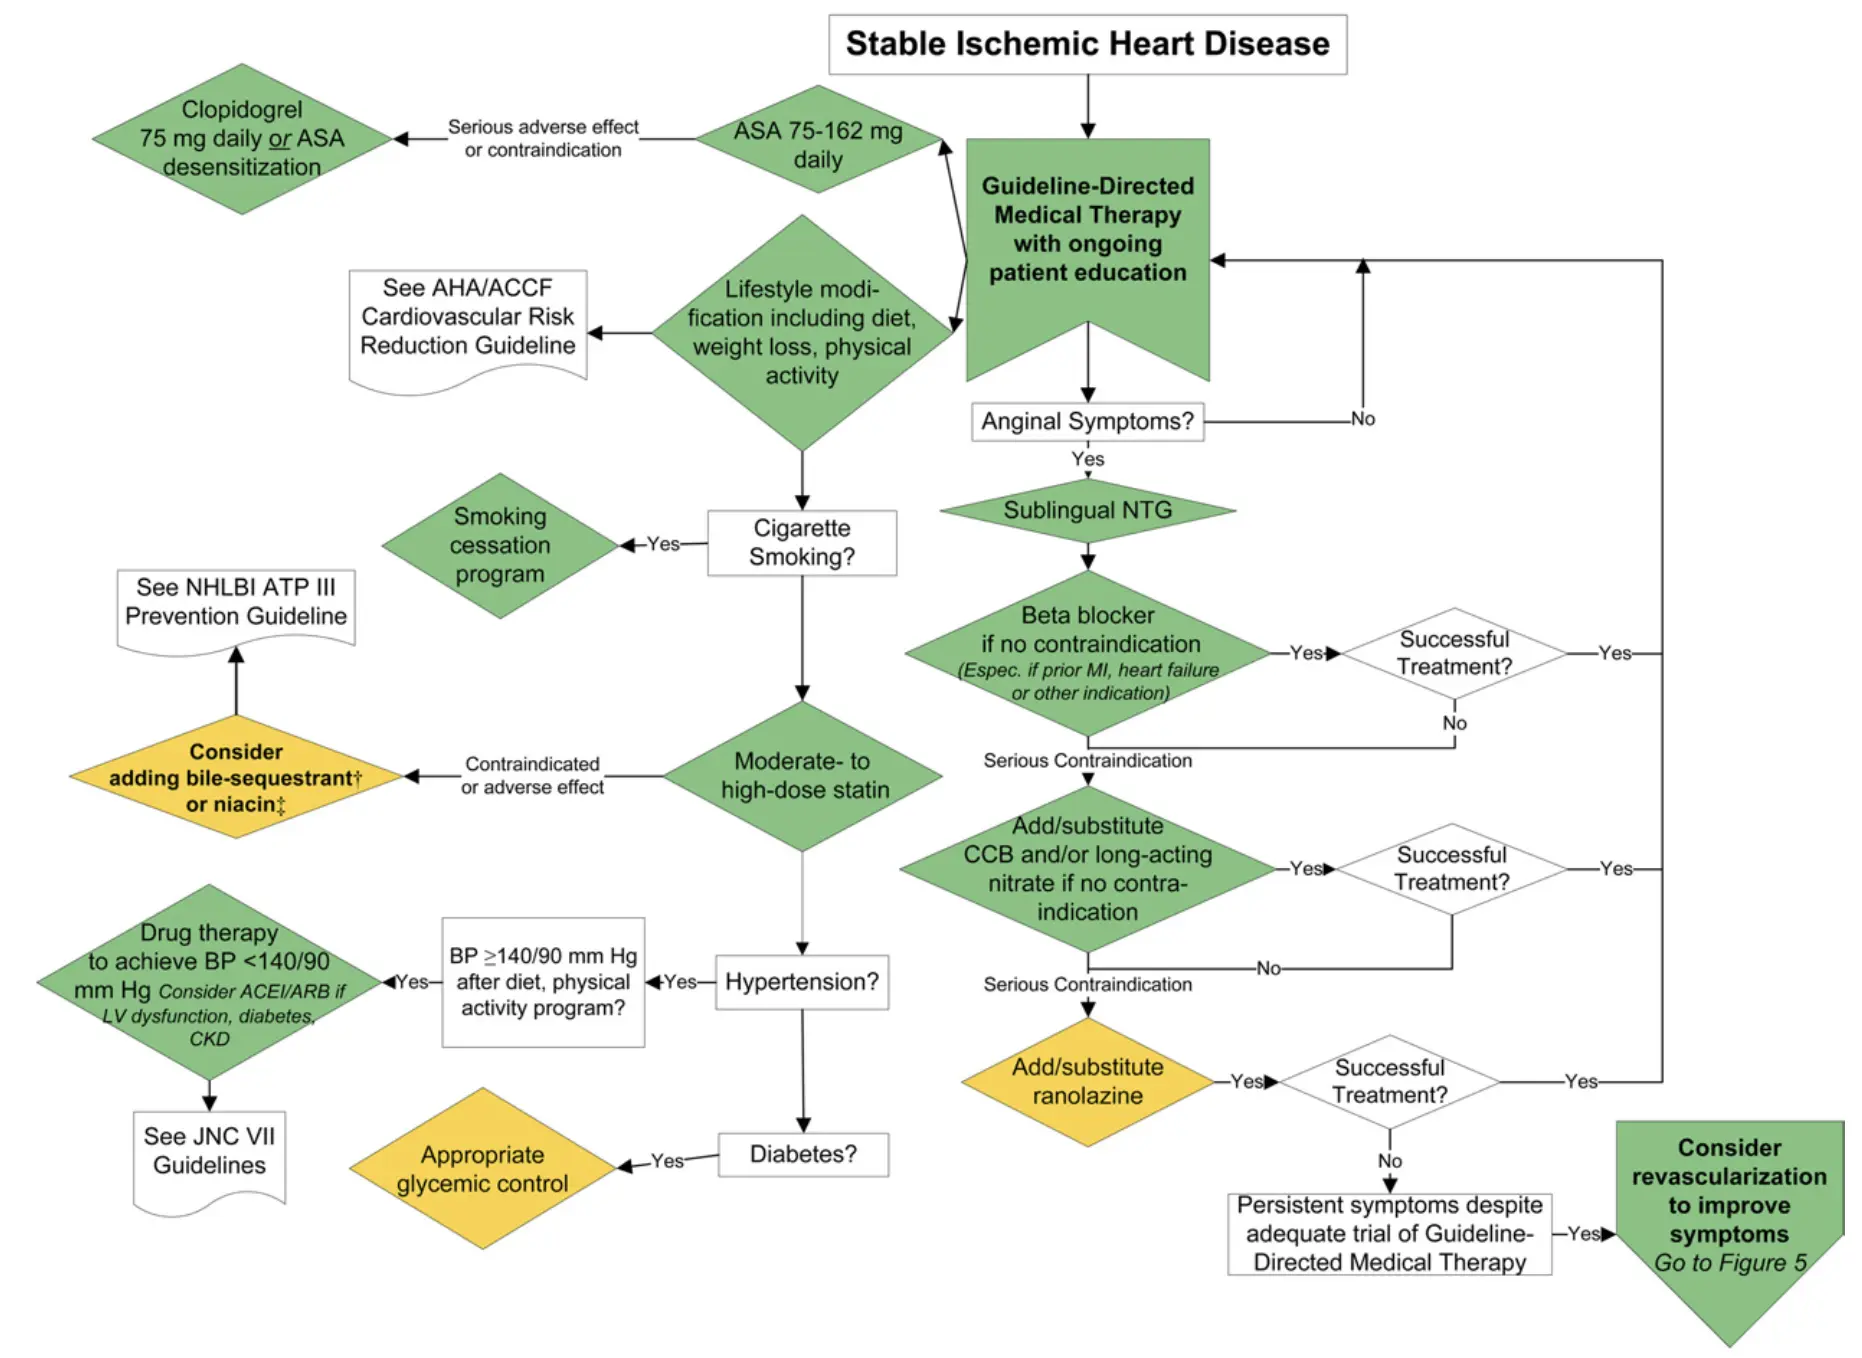 Stable Ischemic Heart Disease
Clopidogrel
75 mg daily or ASA
desensitization
Serious adverse effect
or contraindication
ASA 75-162 mg
daily
Guideline-Directed
Medical Therapy
with ongoing
patient education
See AHA/ACCF
Cardiovascular Risk
Reduction Guideline
Lifestyle modi-
fication including diet,
weight loss, physical
activity
Anginal Symptoms?
No
Yes
Sublingual NTG
Smoking
cessation
program
Yes
Cigarette
Smoking?
See NHLBI ATP III
Prevention Guideline
Beta blocker
if no contraindication
(Espec. if prior MI, heart failure
or other indication)
Yes
Successful
Treatment?
Yes
No
Serious Contraindication
Consider
adding bile-sequestrant†
or niacin‡
Contraindicated
or adverse effect
Moderate- to
high-dose statin
Add/substitute
CCB and/or long-acting
nitrate if no contra-
indication
Yes
Successful
Treatment?
Yes
No
Serious Contraindication
Drug therapy
to achieve BP <140/90
mm Hg Consider ACEI/ARB if
LV dysfunction, diabetes,
CKD
Yes
BP ≥140/90 mm Hg
after diet, physical
activity program?
Yes
Hypertension?
Add/substitute
ranolazine
Yes
Successful
Treatment?
Yes
No
See JNC VII
Guidelines
Appropriate
glycemic control
Yes
Diabetes?
Persistent symptoms despite
adequate trial of Guideline-
Directed Medical Therapy
Yes
Consider
revascularization
to improve
symptoms
Go to Figure 5